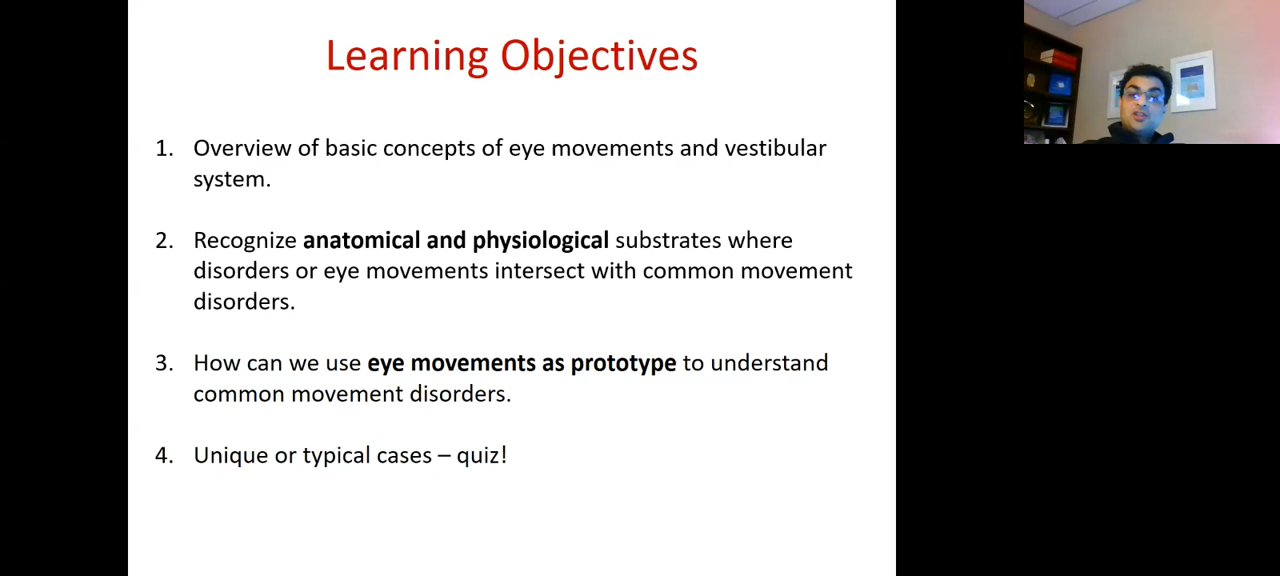 Learning Objectives
1. Overview of basic concepts of eye movements and vestibular
system.
2. Recognize anatomical and physiological substrates where
disorders or eye movements intersect with common movement
disorders.
3. How can we use eye movements as prototype to understand
common movement disorders.
4. Unique or typical cases – quiz!